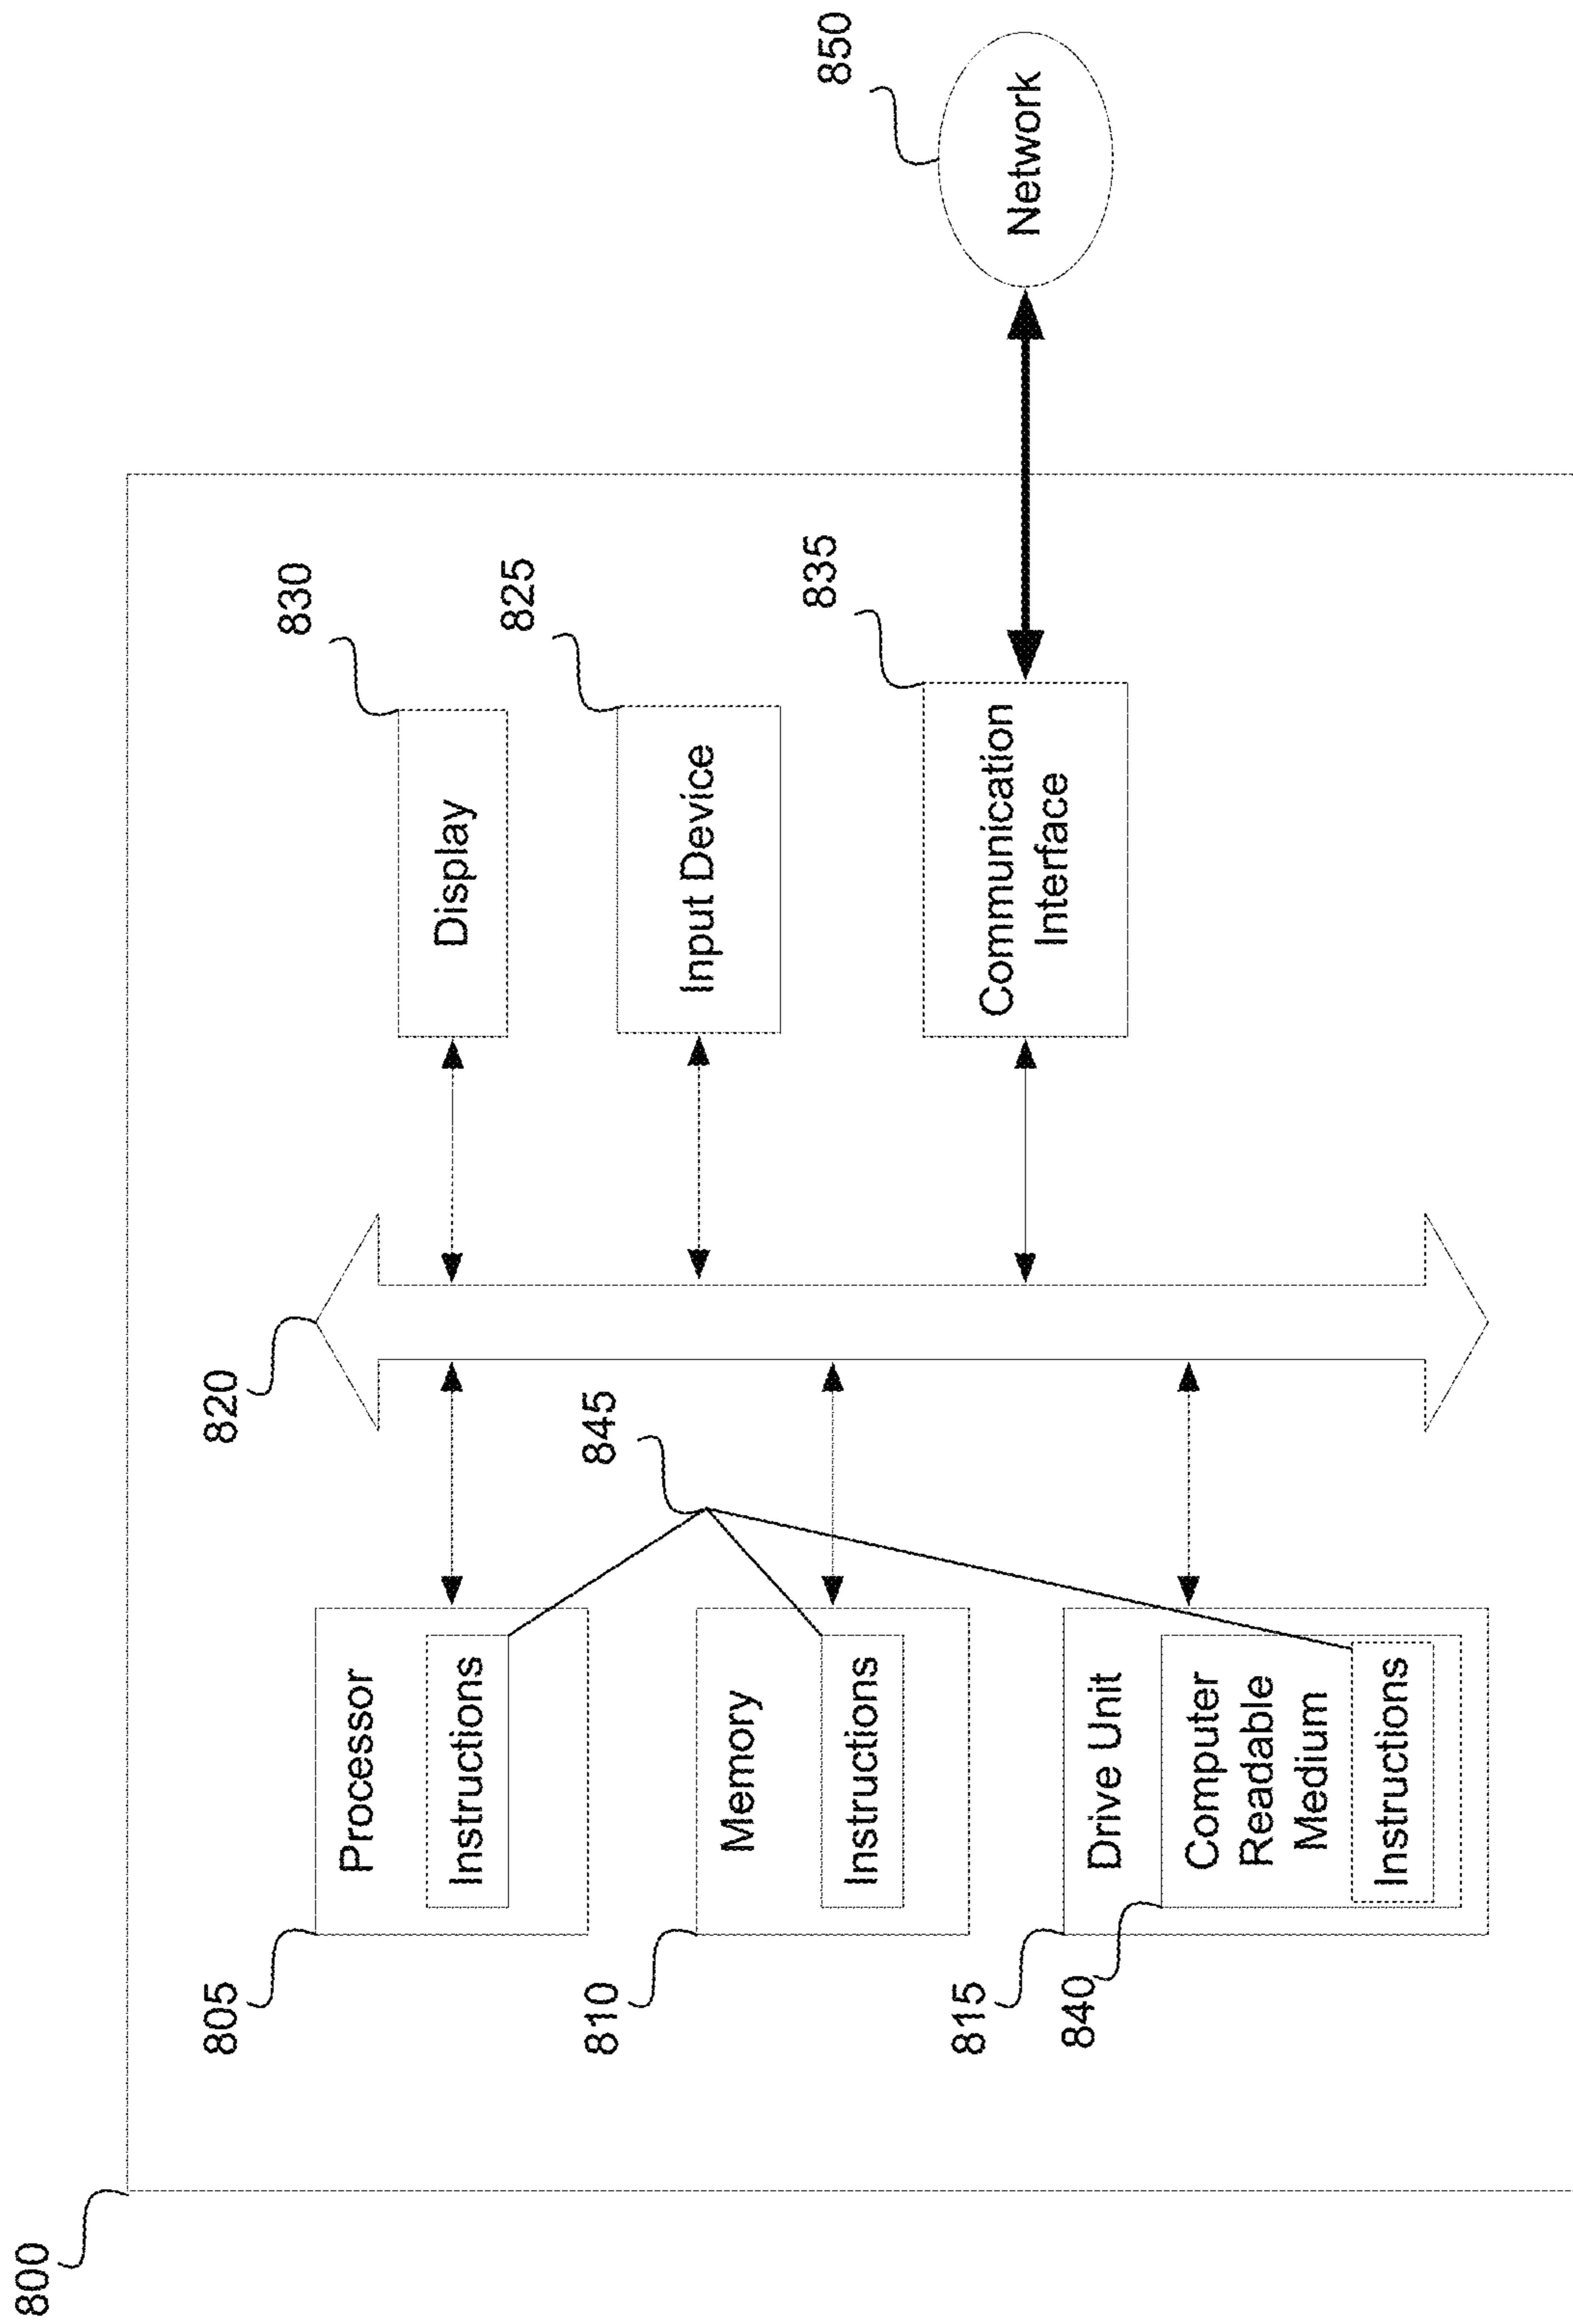 800
805
Processor
Instructions
810
Memory
Instructions
815
Drive Unit
840
Computer
Readable
Medium
Instructions
820
845
830
Display
825
Input Device
835
Communication
Interface
850
Network